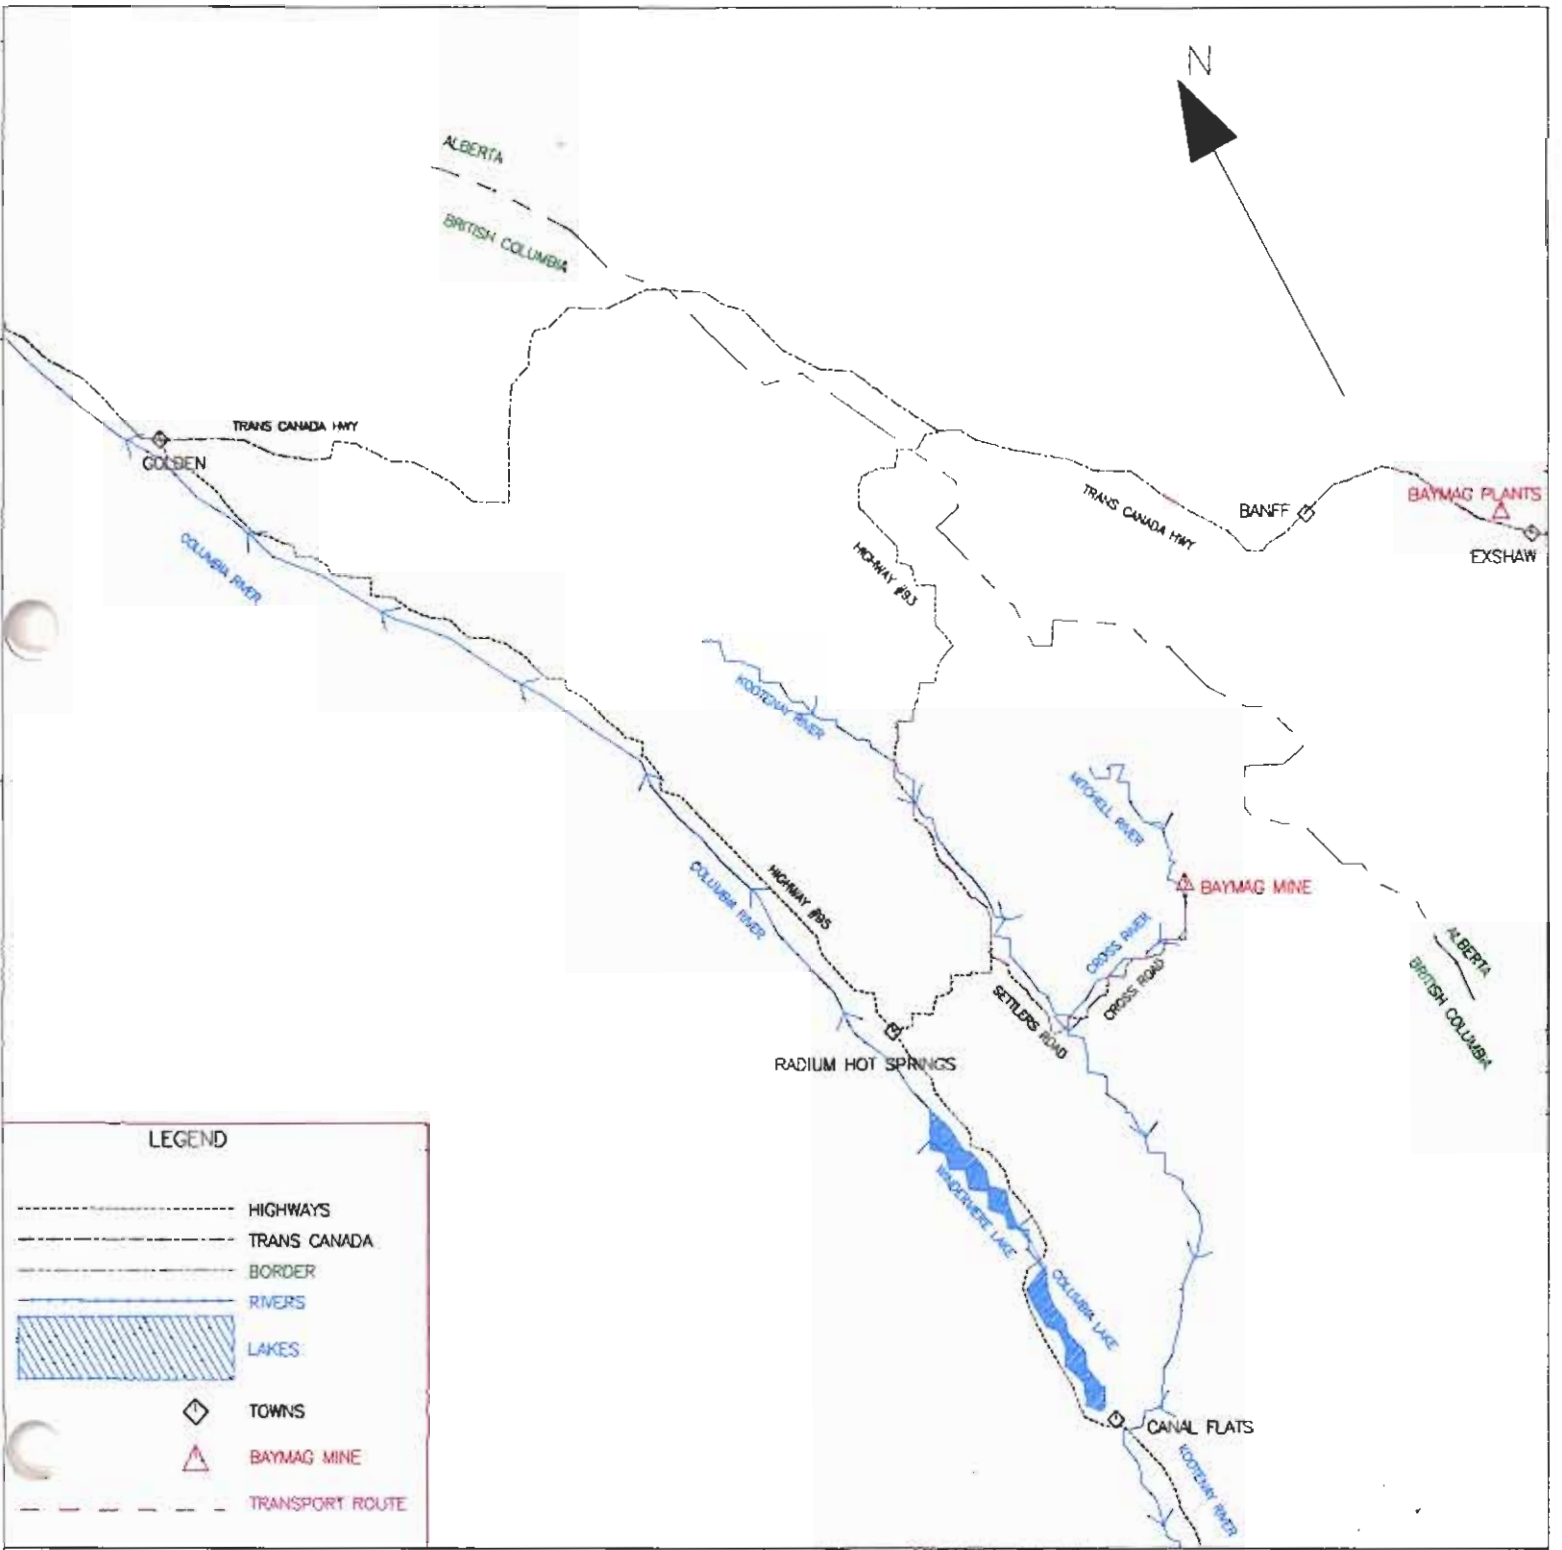 N
ALBERTA
BRITISH COLUMBIA
TRANS CANADA HWY
GOLDEN
COLUMBIA RIVER
TRANS CANADA HWY
BANFF
BAYMAG PLANTS
EXSHAW
HIGHWAY #93
KOOTENAY RIVER
MITCHELL RIVER
BAYMAG MINE
COLUMBIA RIVER
HIGHWAY #95
CROSS RIVER
CROSS ROAD
SETTLERS ROAD
ALBERTA
BRITISH COLUMBIA
RADIUM HOT SPRINGS
WINDERMERE LAKE
COLUMBIA LAKE
CANAL FLATS
KOOTENAY RIVER
LEGEND
HIGHWAYS
TRANS CANADA
BORDER
RIVERS
LAKES
TOWNS
BAYMAG MINE
TRANSPORT ROUTE